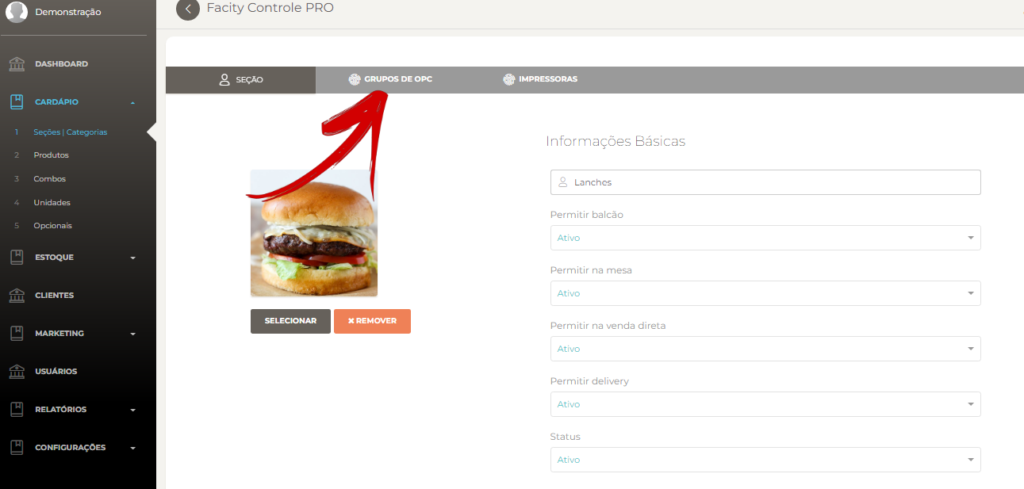 Demonstração
Facity Controle PRO
DASHBOARD
CARDÁPIO
1 Seções | Categorias
2 Produtos
3 Combos
4 Unidades
5 Opcionais
ESTOQUE
CLIENTES
MARKETING
USUÁRIOS
RELATÓRIOS
CONFIGURAÇÕES
SEÇÃO
GRUPOS DE OPC
IMPRESSORAS
SELECIONAR
REMOVER
Informações Básicas
Lanches
Permitir balcão
Ativo
Permitir na mesa
Ativo
Permitir na venda direta
Ativo
Permitir delivery
Ativo
Status
Ativo